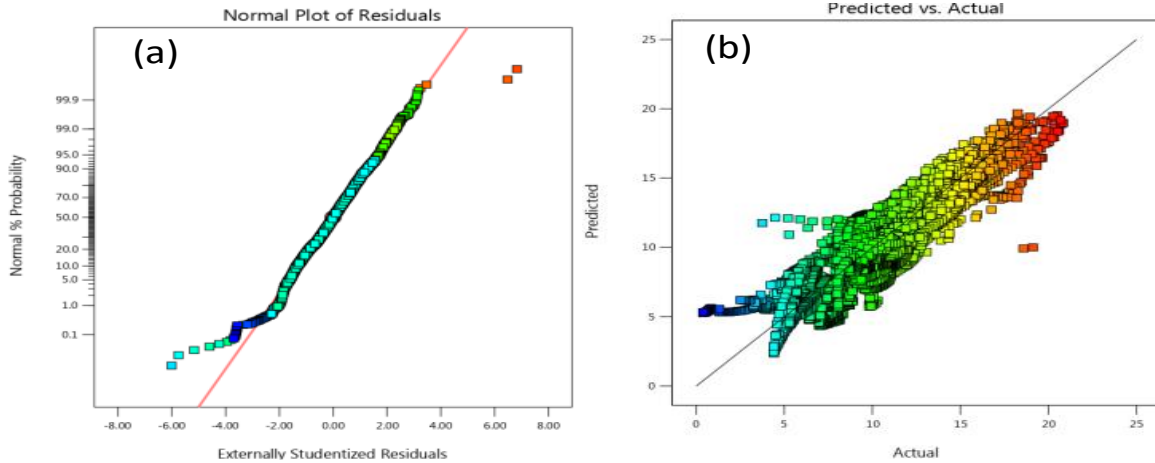 Normal Plot of Residuals
(a)
Normal % Probability
99.9
99.0
95.0
90.0
70.0
50.0
20.0
10.0
5.0
1.0
0.1
-8.00 -6.00 -4.00 -2.00 0.00 2.00 4.00 6.00 8.00
Externally Studentized Residuals
Predicted vs. Actual
(b)
Predicted
25
20
15
10
5
0
0 5 10 15 20 25
Actual